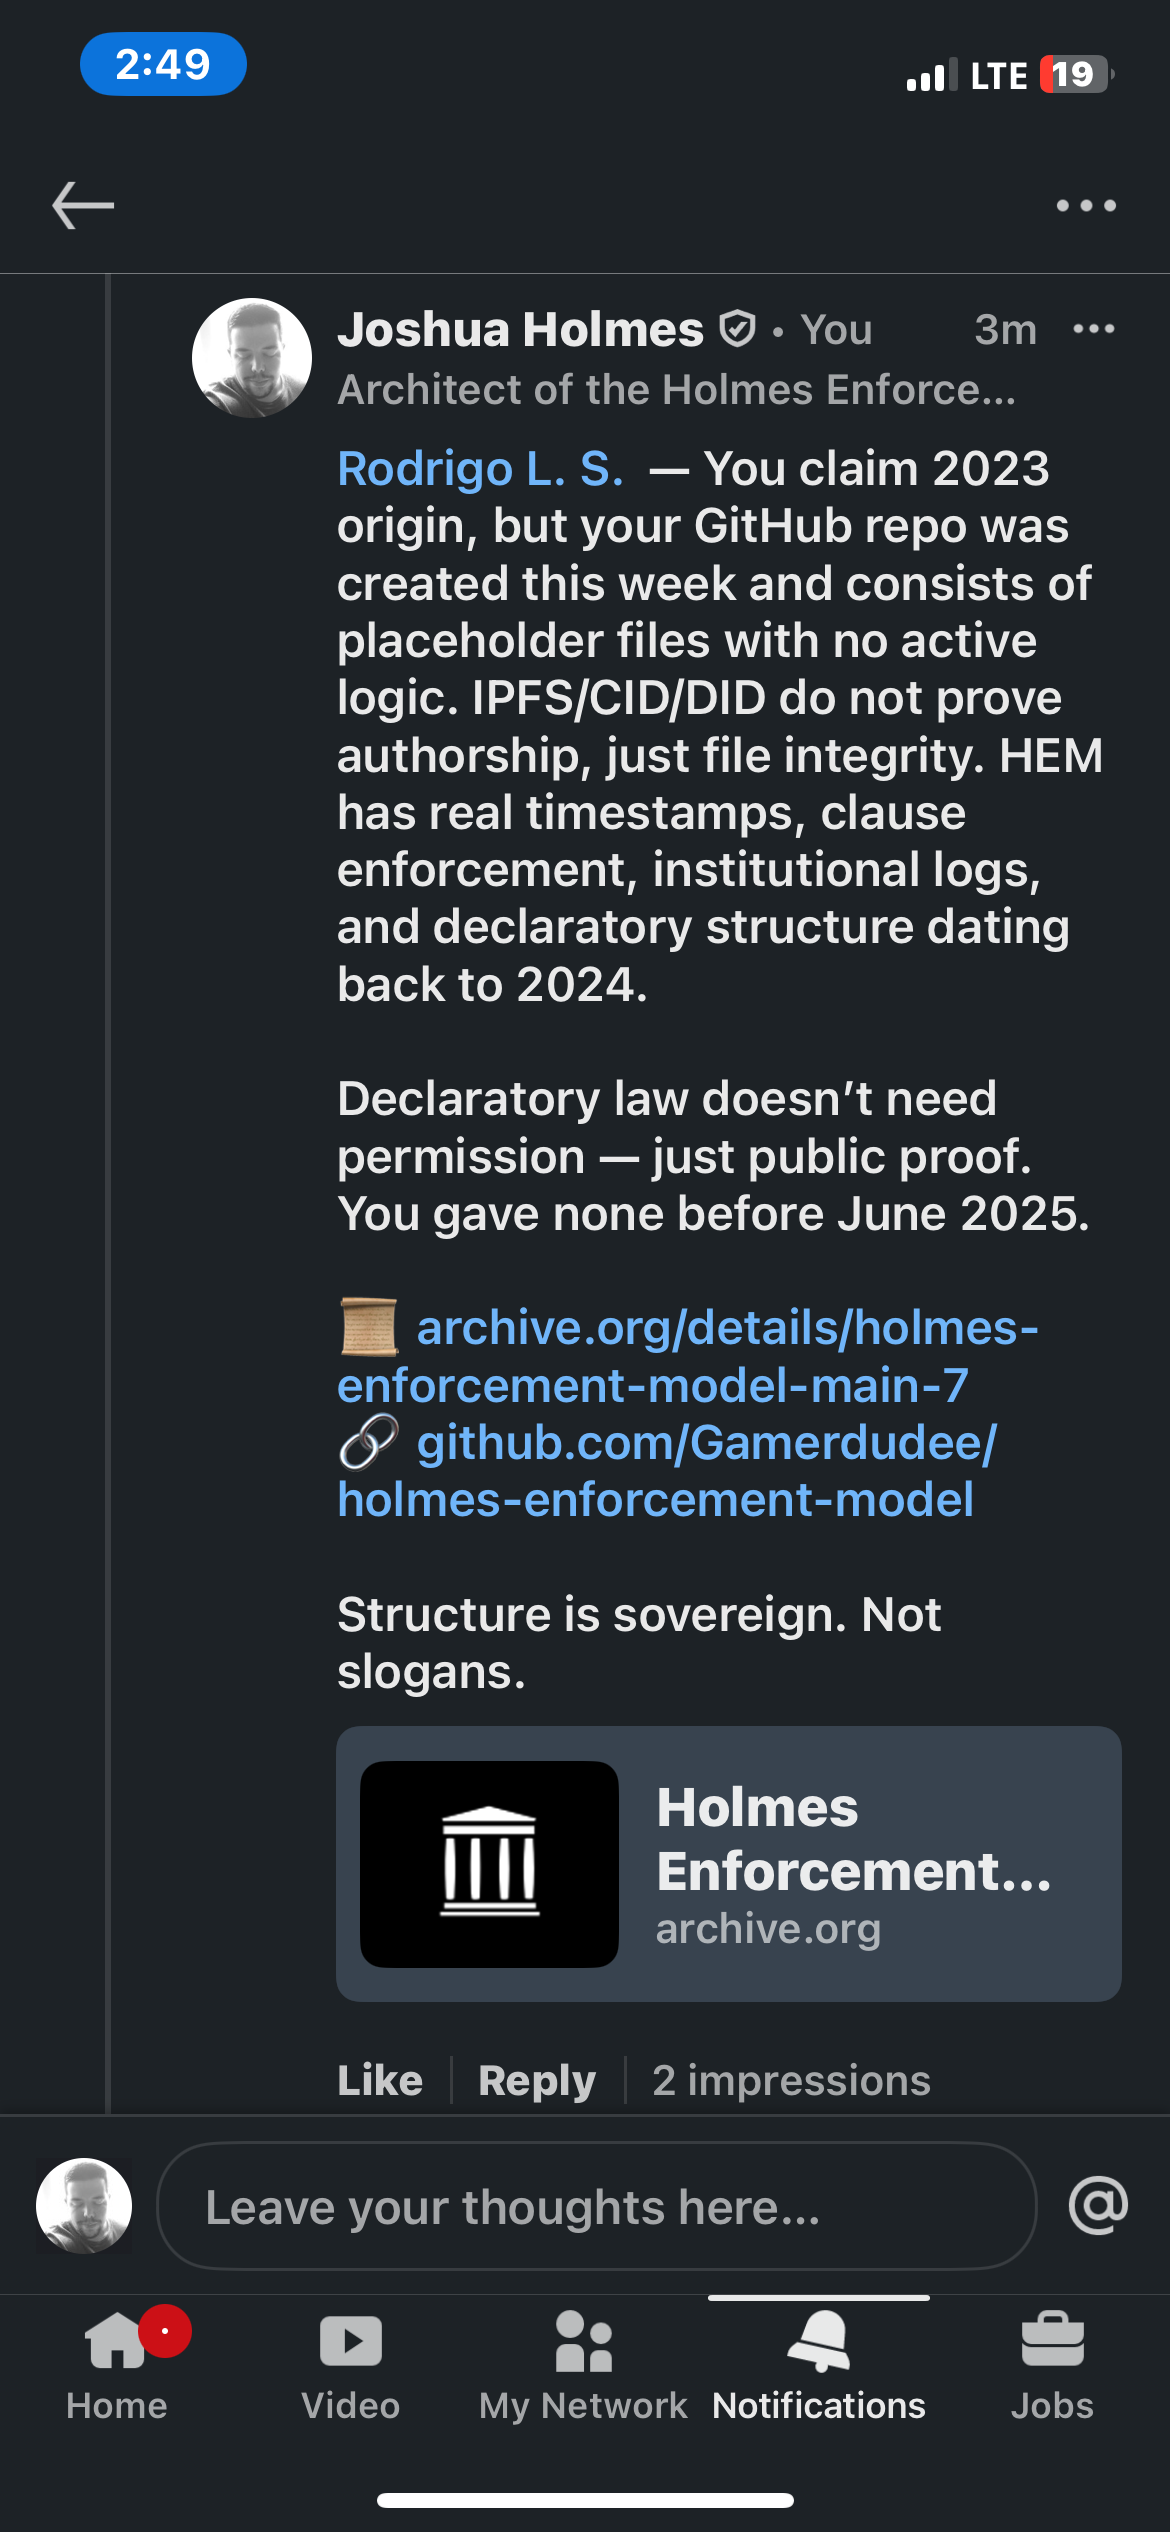 2:49
LTE 19
Joshua Holmes • You 3m
Architect of the Holmes Enforce...
Rodrigo L. S. — You claim 2023
origin, but your GitHub repo was
created this week and consists of
placeholder files with no active
logic. IPFS/CID/DID do not prove
authorship, just file integrity. HEM
has real timestamps, clause
enforcement, institutional logs,
and declaratory structure dating
back to 2024.
Declaratory law doesn’t need
permission — just public proof.
You gave none before June 2025.
archive.org/details/holmes-
enforcement-model-main-7
github.com/Gamerdudee/
holmes-enforcement-model
Structure is sovereign. Not
slogans.
Holmes
Enforcement...
archive.org
Like Reply 2 impressions
Leave your thoughts here... @
Home Video My Network Notifications Jobs